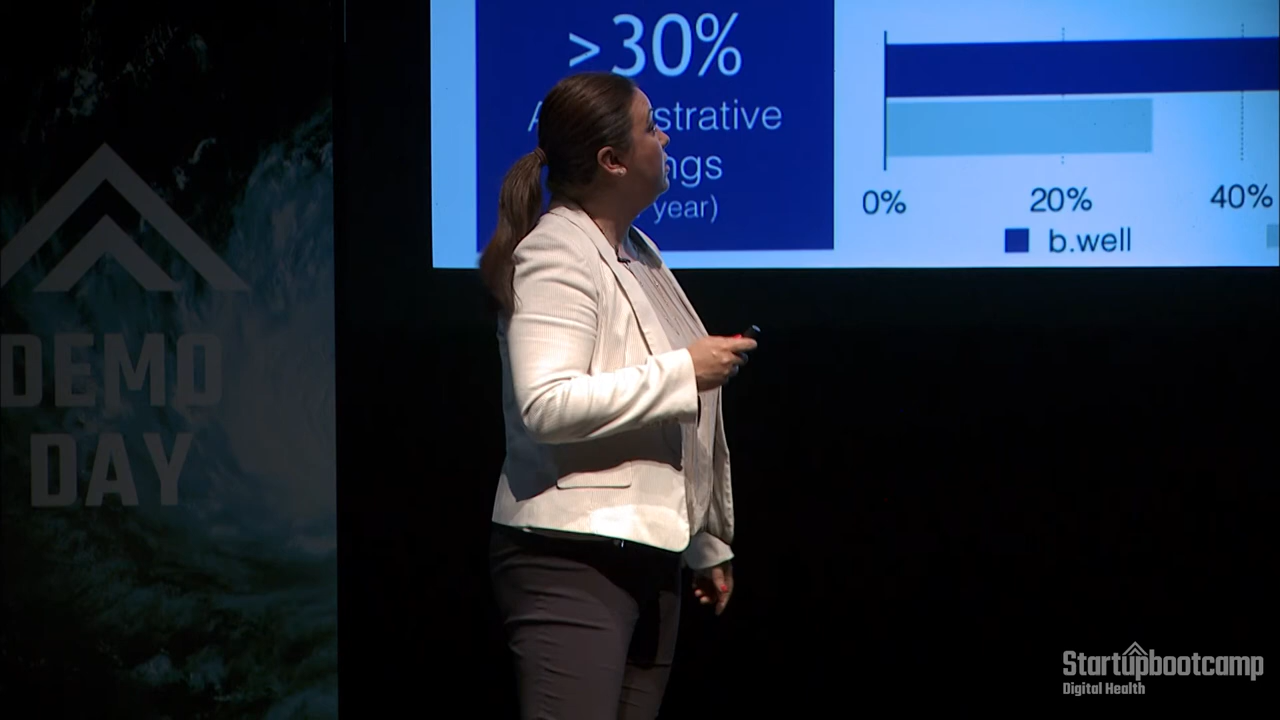 >30%
strative
ngs
year)
0%
20%
40%
b.well
DEMO
DAY
Startupbootcamp
Digital Health